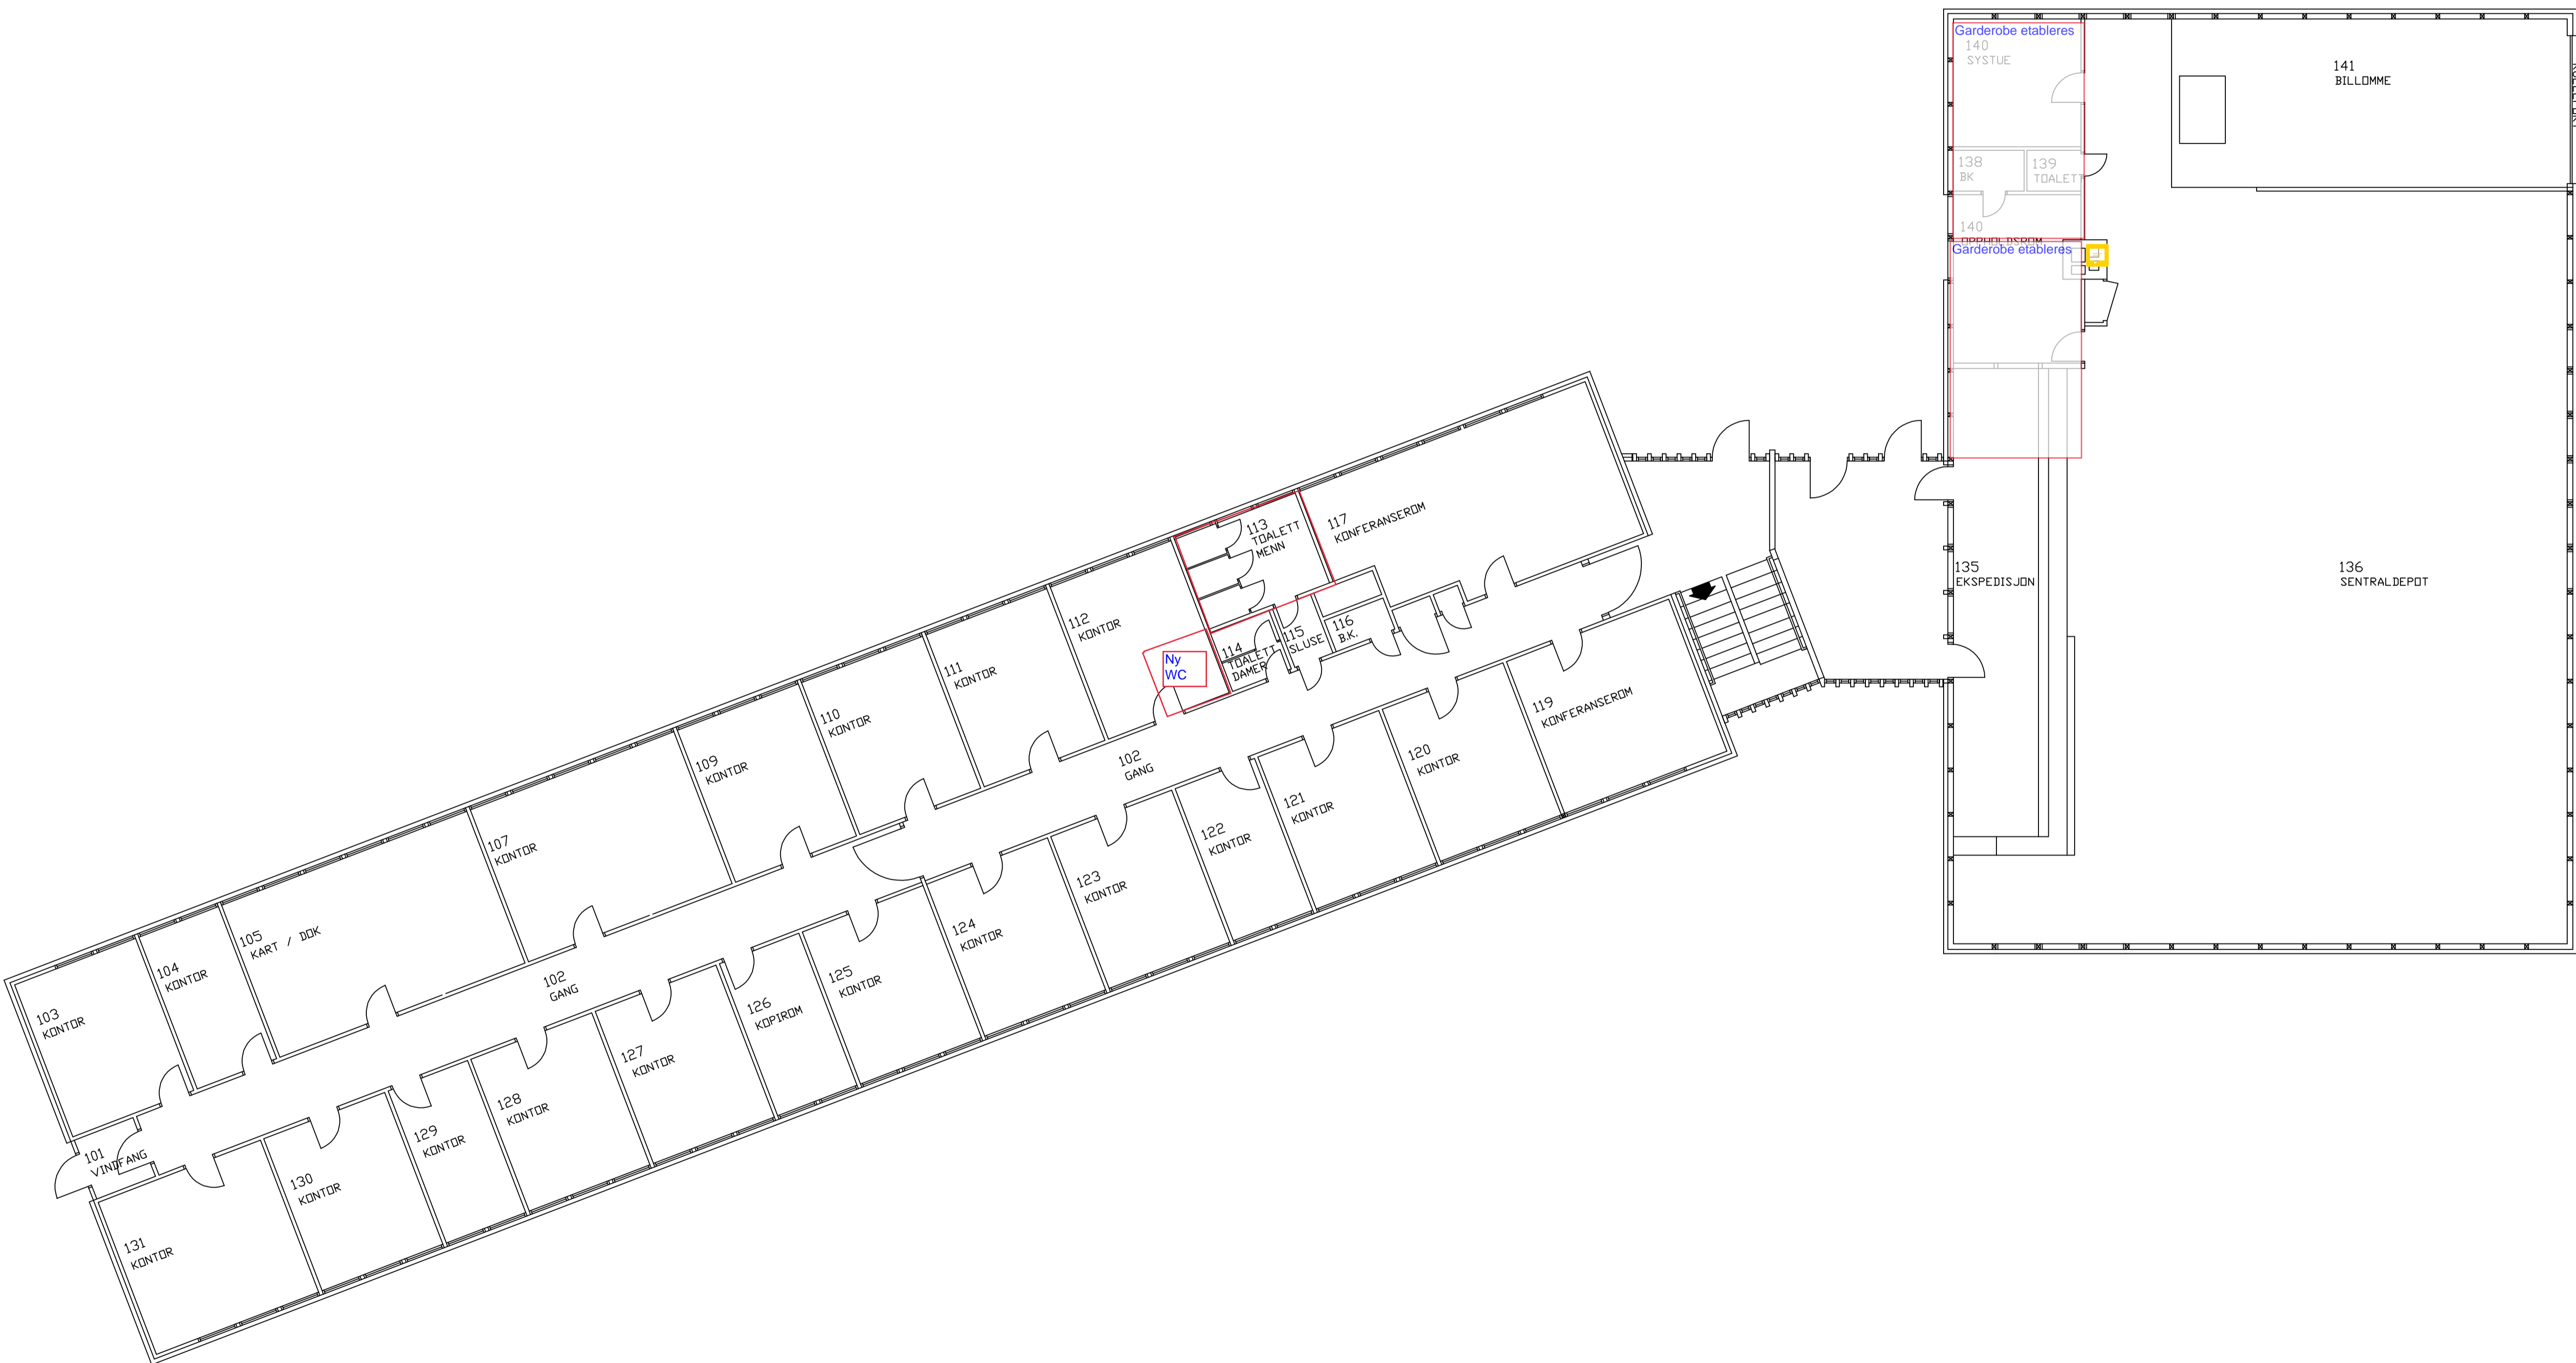 Garderobe etableres
140
SYSTUE
141
BILLOMME
138
BK
139
TOALETT
140
OPPHOLDSROM
Garderobe etableres
113
TOALETT
MENN
117
KONFERANSEROM
135
EKSPEDISJON
136
SENTRALDEPOT
112
KONTOR
114
TOALETT
DAMER
115
SLUSE
116
B.K.
Ny
WC
111
KONTOR
110
KONTOR
109
KONTOR
107
KONTOR
102
GANG
119
KONFERANSEROM
120
KONTOR
121
KONTOR
122
KONTOR
123
KONTOR
124
KONTOR
105
KART / DOK
104
KONTOR
103
KONTOR
102
GANG
125
KONTOR
126
KOPIROM
127
KONTOR
128
KONTOR
129
KONTOR
130
KONTOR
101
VINDFANG
131
KONTOR